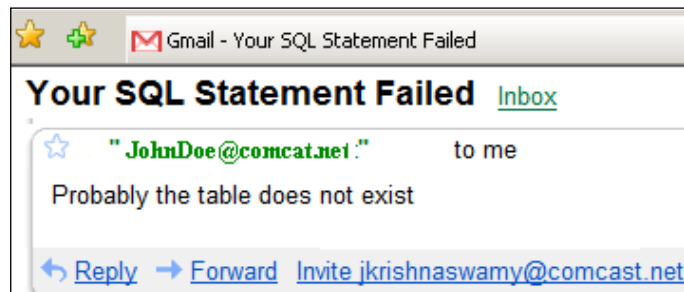 Gmail - Your SQL Statement Failed
Your SQL Statement Failed Inbox
"JohnDoe@comcat.net:" to me
Probably the table does not exist
Reply Forward Invite jkrishnaswamy@comcast.net